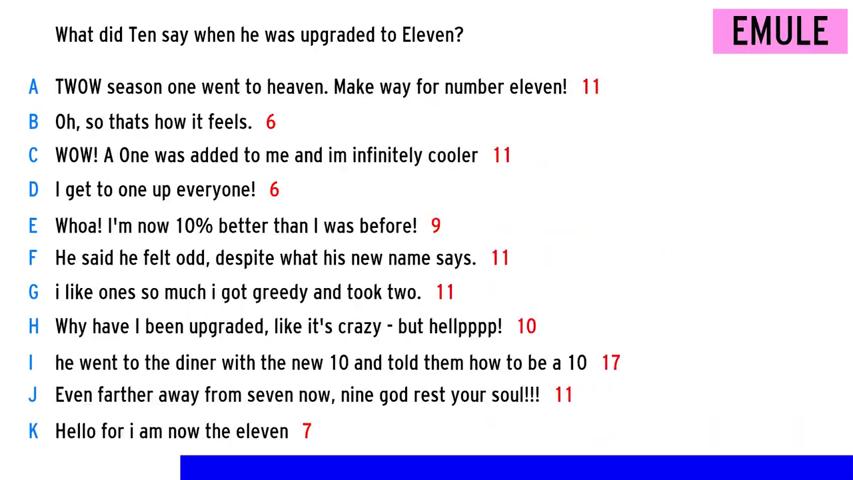 What did Ten say when he was upgraded to Eleven?
EMULE
A TWOW season one went to heaven. Make way for number eleven! 11
B Oh, so thats how it feels. 6
C WOW! A One was added to me and im infinitely cooler 11
D I get to one up everyone! 6
E Whoa! I'm now 10% better than I was before! 9
F He said he felt odd, despite what his new name says. 11
G i like ones so much i got greedy and took two. 11
H Why have I been upgraded, like it's crazy - but hellpppp! 10
I he went to the diner with the new 10 and told them how to be a 10 17
J Even farther away from seven now, nine god rest your soul!!! 11
K Hello for i am now the eleven 7